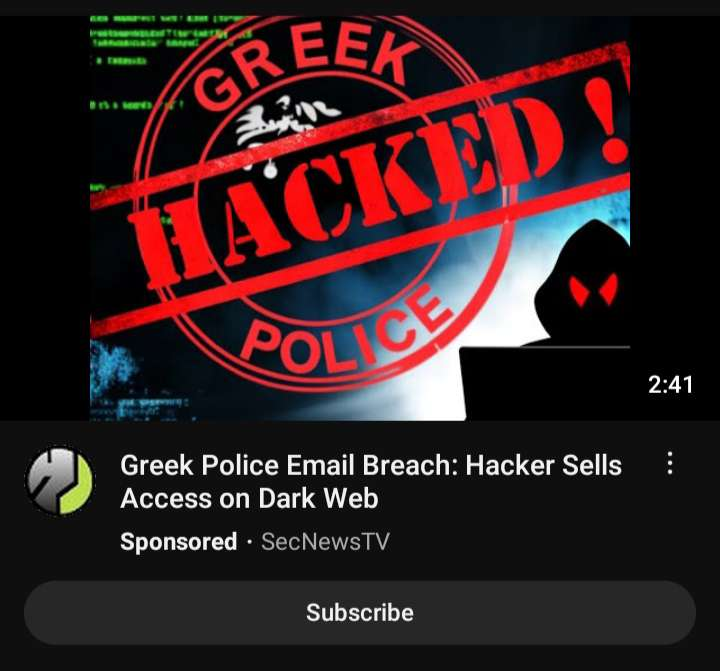 GREEK
HACKED!
POLICE
2:41
Greek Police Email Breach: Hacker Sells
Access on Dark Web
Sponsored · SecNewsTV
Subscribe